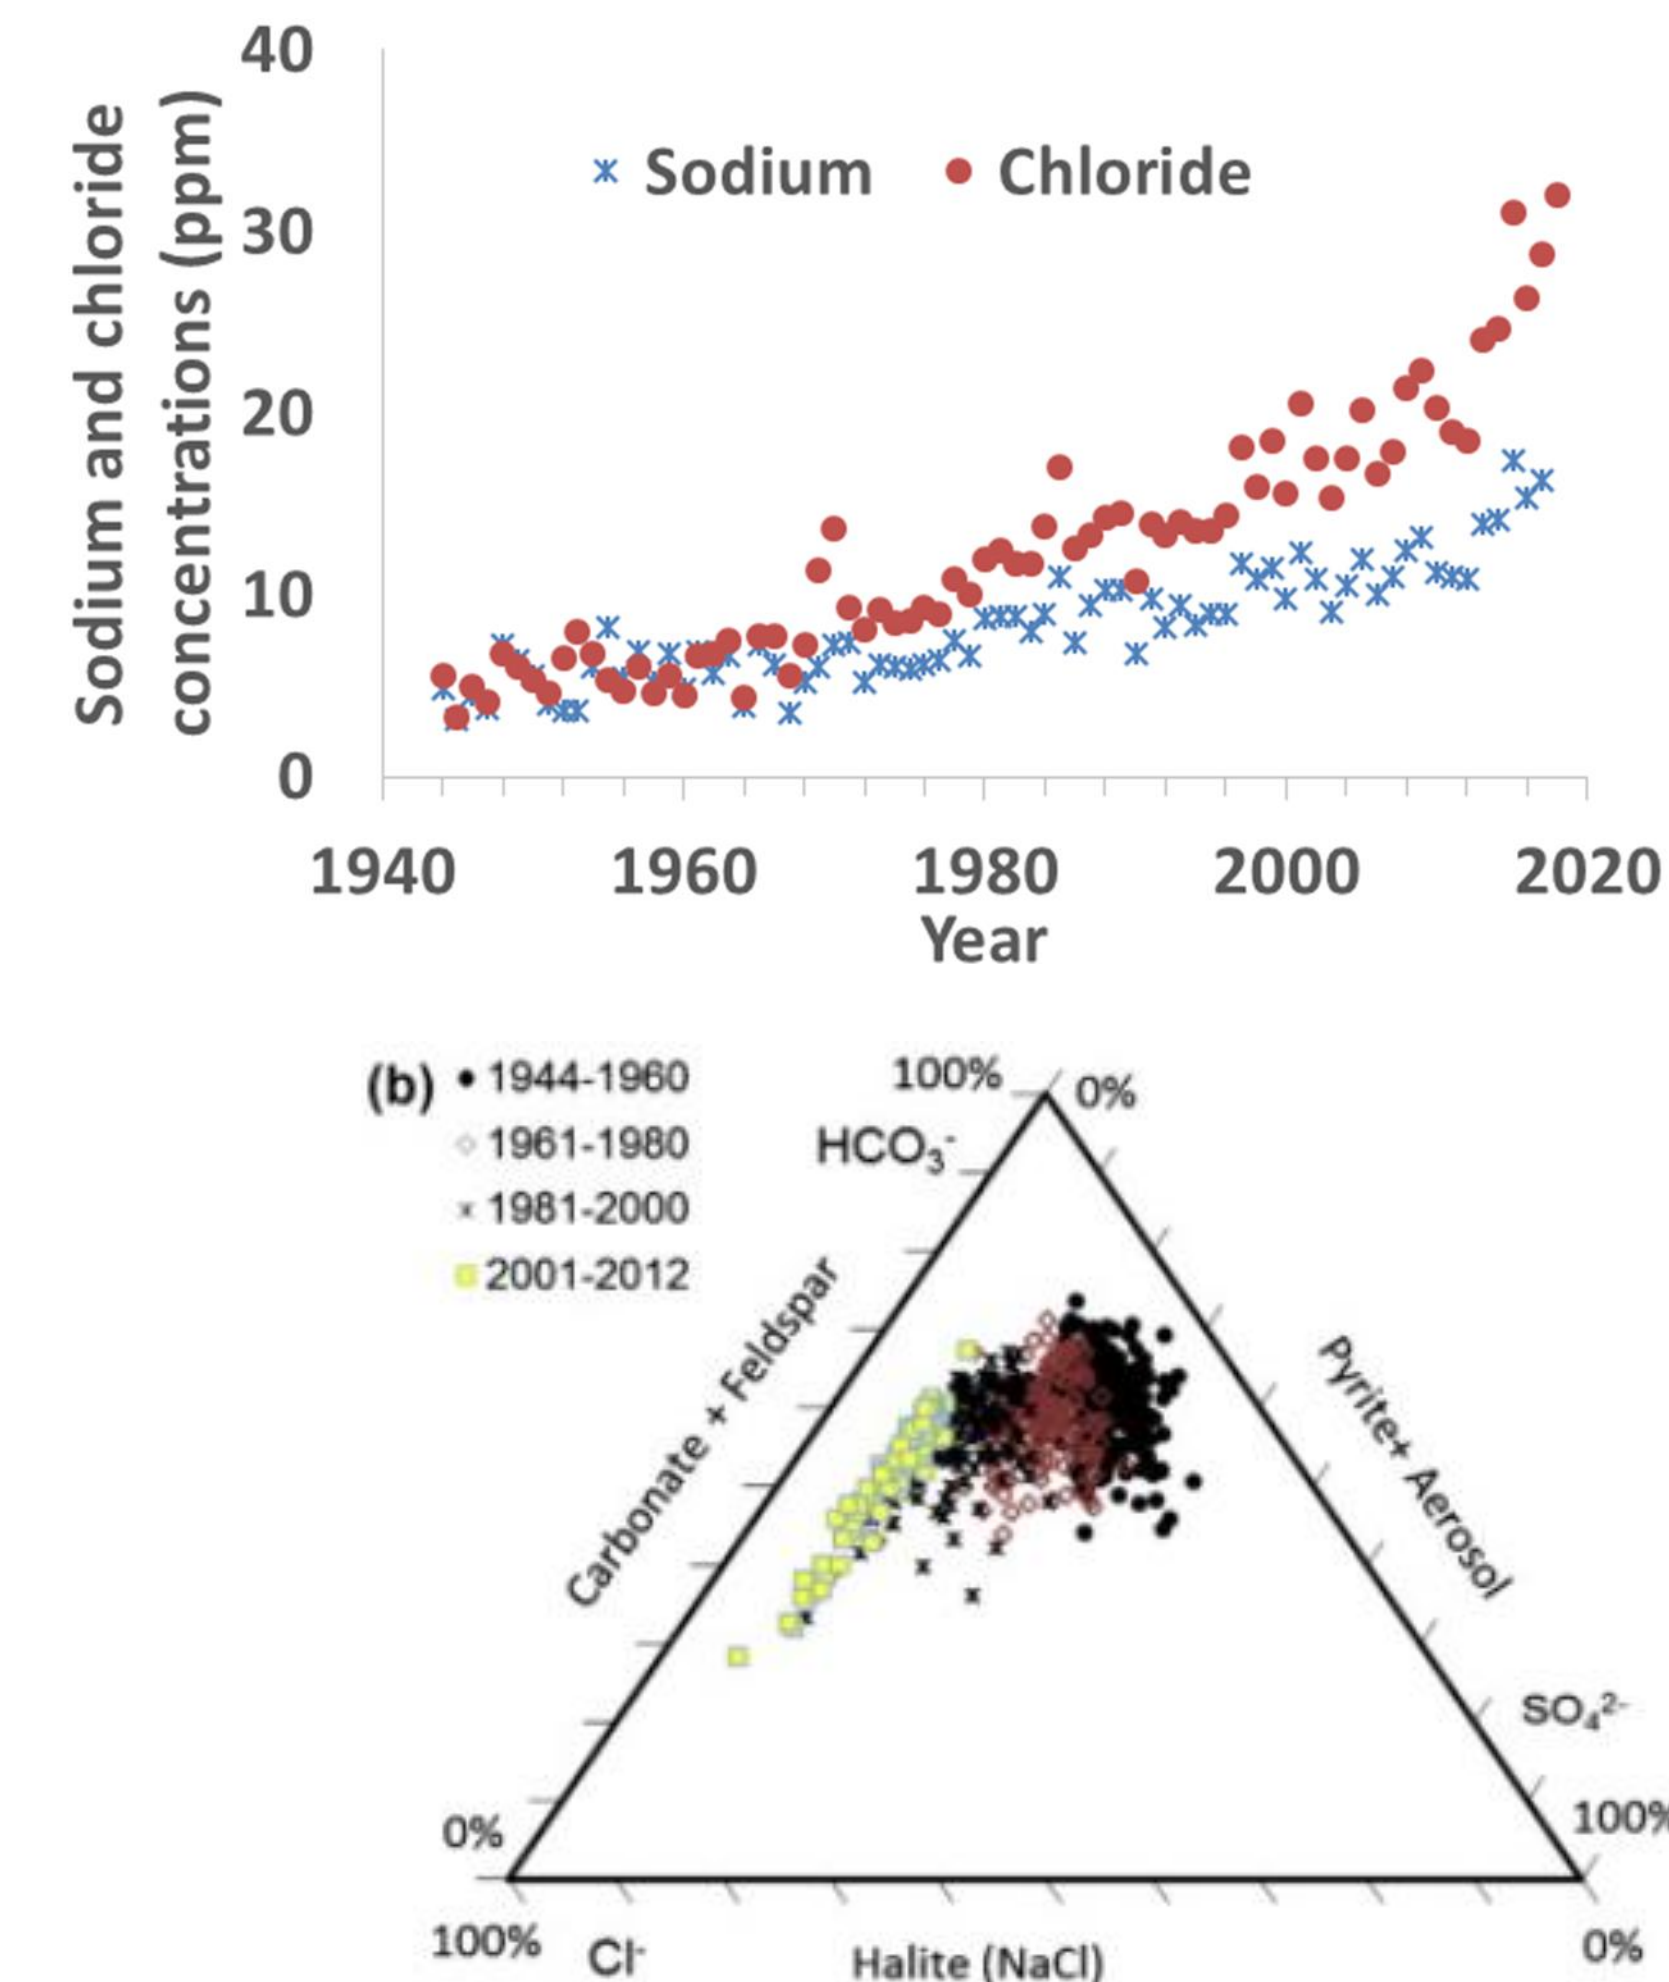 Sodium and chloride
concentrations (ppm)
40
30
20
10
0
Sodium Chloride
1940 1960 1980 2000 2020
Year
(b) 1944-1960
1961-1980
1981-2000
2001-2012
100% 0%
HCO₃⁻
Carbonate + Feldspar
Pyrite+ Aerosol
SO₄²⁻
0% 100%
100% Cl⁻ Halite (NaCl) 0%